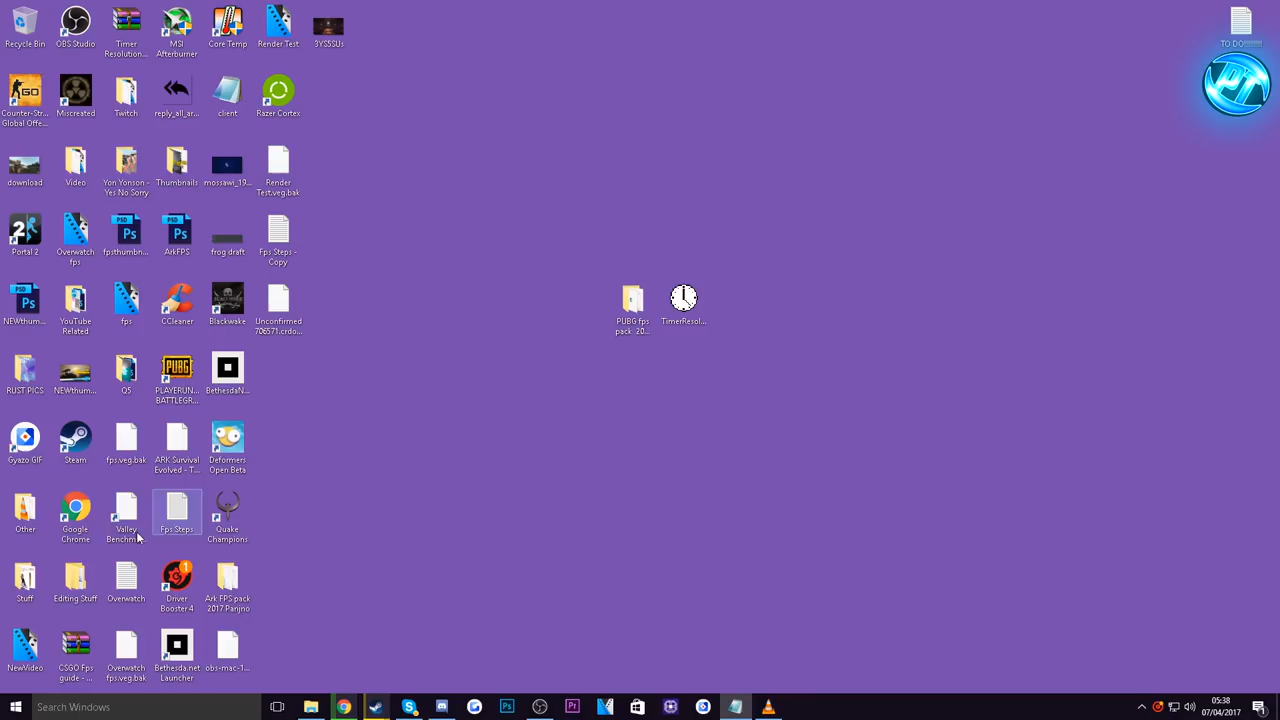 Recycle Bin
OBS Studio
Timer
Resolution...
MSI
Afterburner
Core Temp
Render Test
3YS5SUs
TO DO
Counter-Str...
Global Offe...
Miscreated
Twitch
reply_all_ar...
client
Razer Cortex
download
Video
Yon Yonson -
Yes No Sorry
Thumbnails
mossawi_19...
Render
Test.veg.bak
Portal 2
Overwatch
fps
fpsthumbn...
ArkFPS
frog draft
Fps Steps -
Copy
NEWthum...
YouTube
Related
fps
CCleaner
Blackwake
Unconfirmed
706571.crdo...
PUBG fps
pack 20...
TimerResol...
RUST PICS
NEWthum...
Q5
PLAYERUN...
BATTLEGR...
BethesdaN...
Gyazo GIF
Steam
fps.veg.bak
ARK Survival
Evolved - T...
Deformers
Open Beta
Other
Google
Chrome
Valley
Benchm...
Fps Steps
Quake
Champions
Stuff
Editing Stuff
Overwatch
Driver
Booster 4
Ark FPS pack
2017 Panjno
NewVideo
CSGO Fps
guide - ...
Overwatch
fps.veg.bak
Bethesda.net
Launcher
obs-mac-1...
Search Windows
05:38
07/04/2017